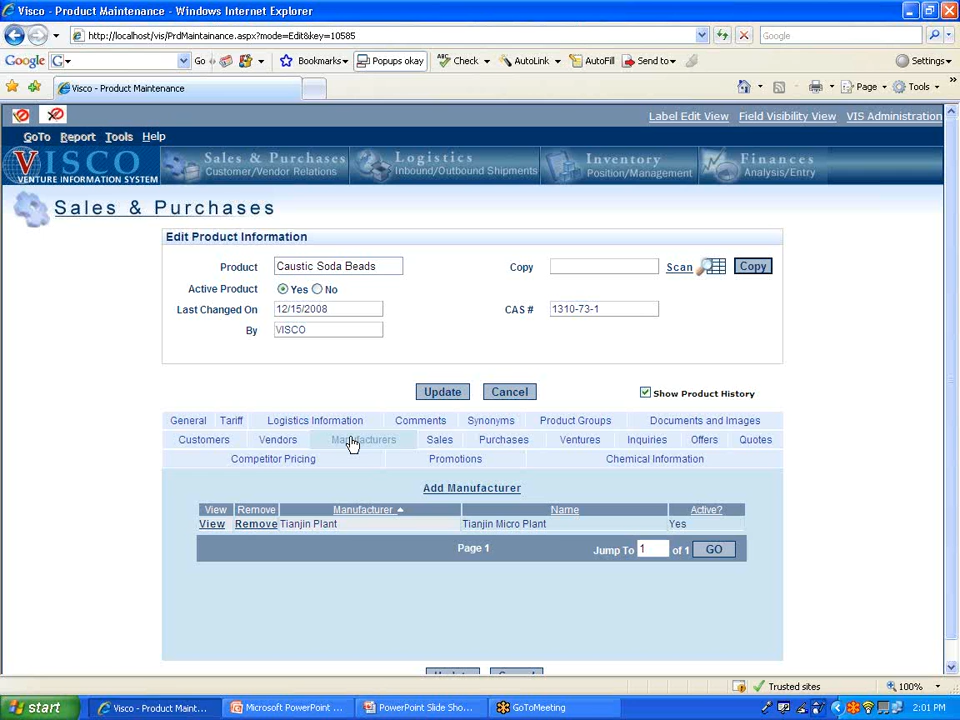 Visco - Product Maintenance - Windows Internet Explorer
http://localhost/vis/PrdMaintainance.aspx?mode=Edit&key=10585
Google
Google Go Bookmarks Popups okay Check AutoLink AutoFill Send to Settings
Visco - Product Maintenance Page Tools
Label Edit View Field Visibility View VIS Administration
GoTo Report Tools Help
VISCO
VENTURE INFORMATION SYSTEM
Sales & Purchases
Customer/Vendor Relations
Logistics
Inbound/Outbound Shipments
Inventory
Position/Management
Finances
Analysis/Entry
Sales & Purchases
Edit Product Information
Product Caustic Soda Beads Copy Scan Copy
Active Product Yes No
Last Changed On 12/15/2008 CAS # 1310-73-1
By VISCO
Update Cancel Show Product History
General Tariff Logistics Information Comments Synonyms Product Groups Documents and Images
Customers Vendors Manufacturers Sales Purchases Ventures Inquiries Offers Quotes
Competitor Pricing Promotions Chemical Information
Add Manufacturer
View Remove Manufacturer Name Active?
View Remove Tianjin Plant Tianjin Micro Plant Yes
Page 1 Jump To 1 of 1 GO
Trusted sites 100%
start Visco - Product Maint... Microsoft PowerPoint ... PowerPoint Slide Sho... GoToMeeting 2:01 PM